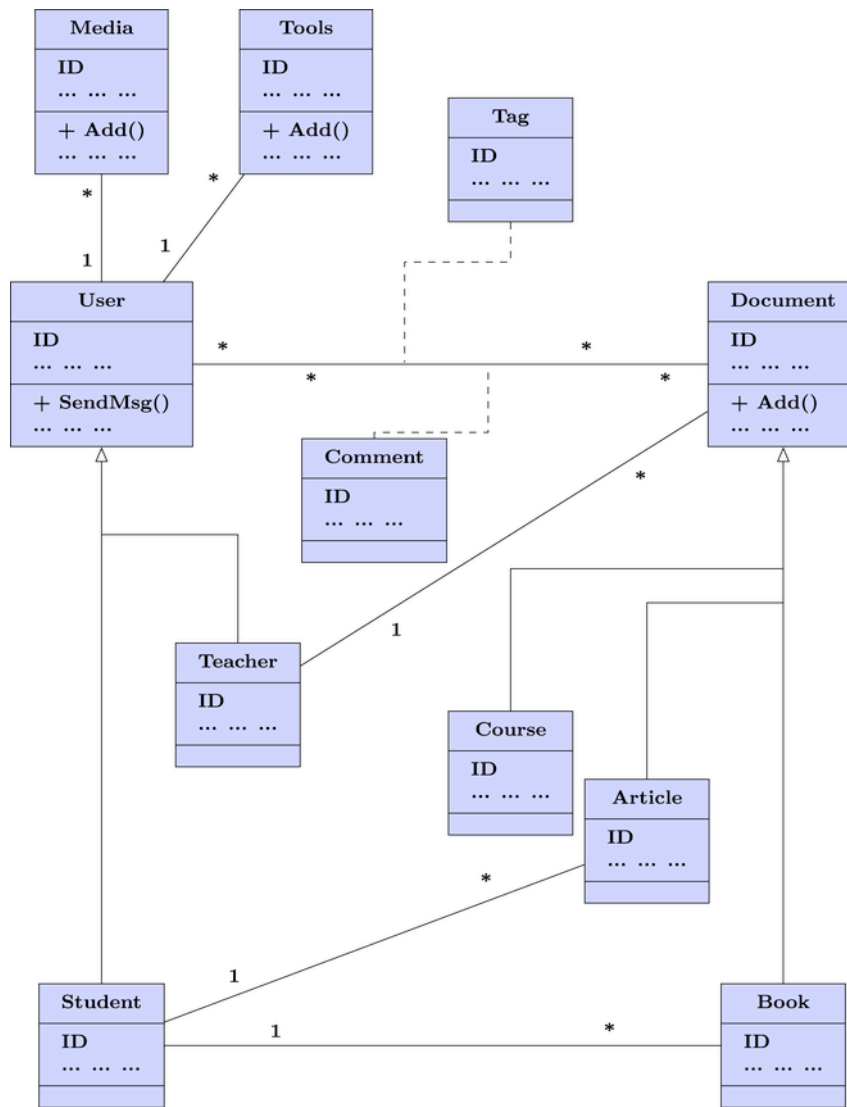 Media
ID
... ... ...
+ Add()
... ... ...
Tools
ID
... ... ...
+ Add()
... ... ...
Tag
ID
... ... ...
*
*
1
1
User
ID
... ... ...
+ SendMsg()
... ... ...
Document
ID
... ... ...
+ Add()
... ... ...
*
*
*
*
Comment
ID
... ... ...
*
1
Teacher
ID
... ... ...
Course
ID
... ... ...
Article
ID
... ... ...
*
1
Student
ID
... ... ...
1
*
Book
ID
... ... ...